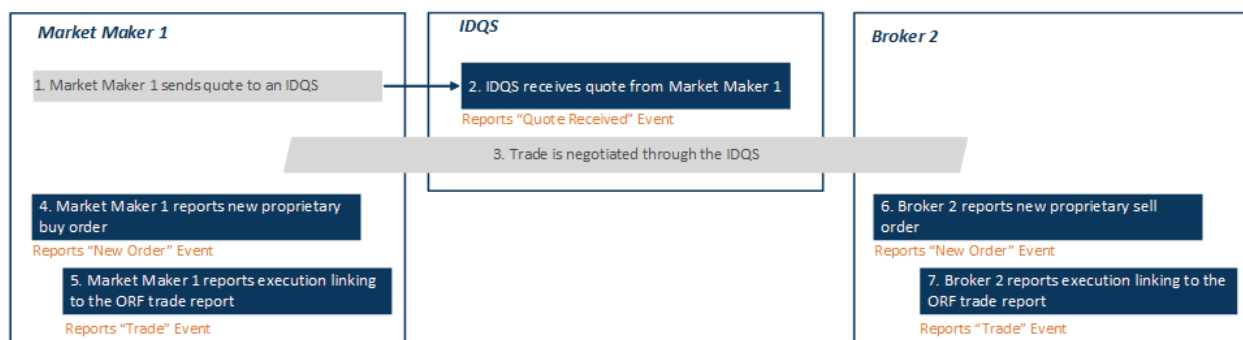 Market Maker 1
IDQS
Broker 2
1. Market Maker 1 sends quote to an IDQS
2. IDQS receives quote from Market Maker 1
Reports “Quote Received” Event
3. Trade is negotiated through the IDQS
4. Market Maker 1 reports new proprietary
buy order
Reports “New Order” Event
5. Market Maker 1 reports execution linking
to the ORF trade report
Reports “Trade” Event
6. Broker 2 reports new proprietary sell
order
Reports “New Order” Event
7. Broker 2 reports execution linking to the
ORF trade report
Reports “Trade” Event